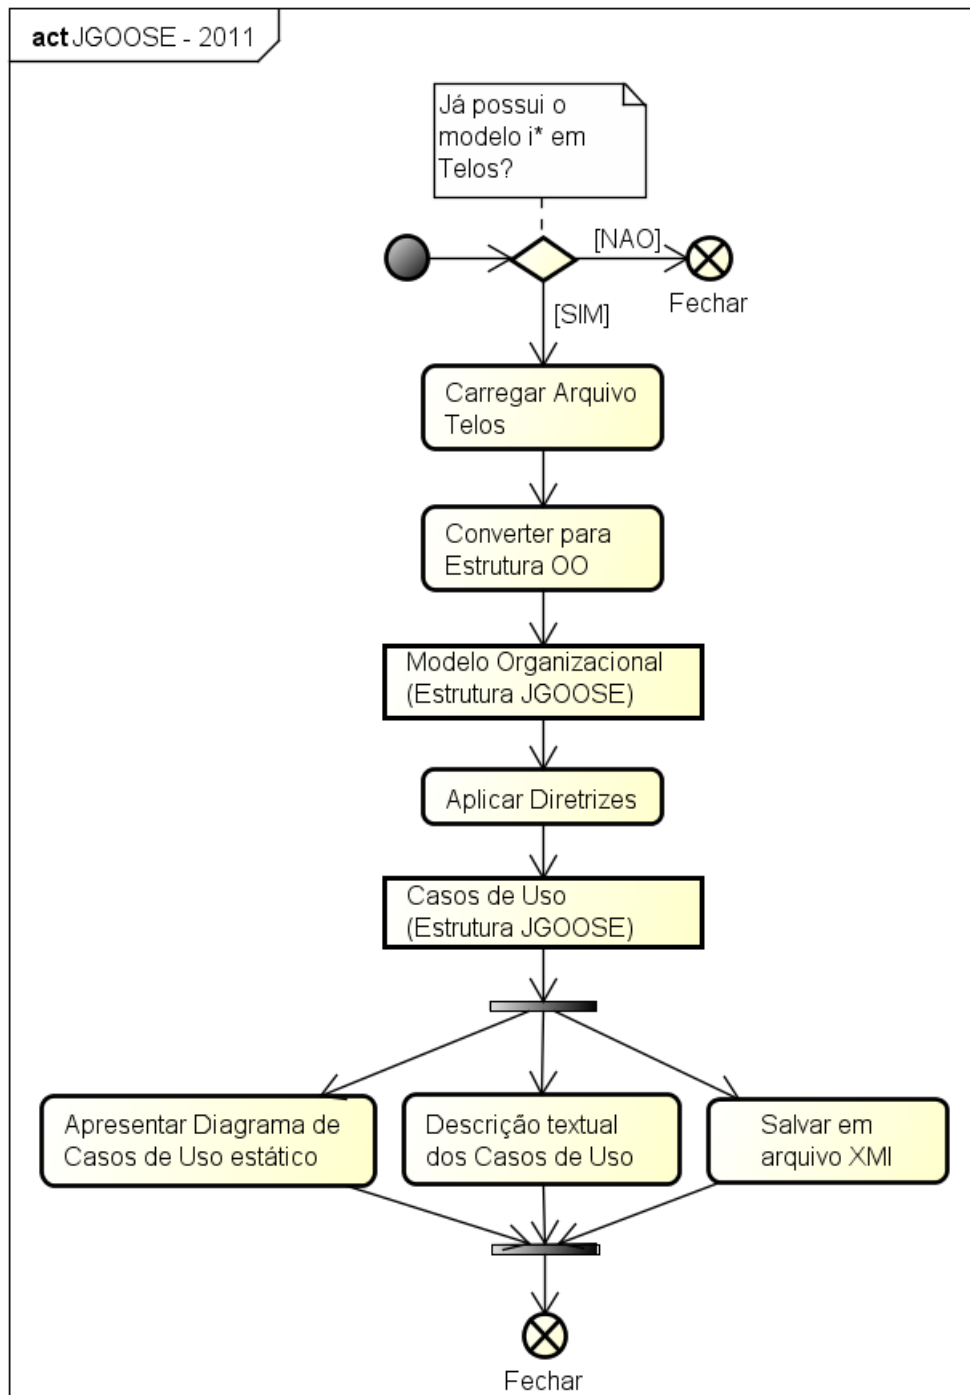 act JGOOSE - 2011
Já possui o
modelo i* em
Telos?
[NAO]
Fechar
[SIM]
Carregar Arquivo
Telos
Converter para
Estrutura OO
Modelo Organizacional
(Estrutura JGOOSE)
Aplicar Diretrizes
Casos de Uso
(Estrutura JGOOSE)
Apresentar Diagrama de
Casos de Uso estático
Descrição textual
dos Casos de Uso
Salvar em
arquivo XMI
Fechar